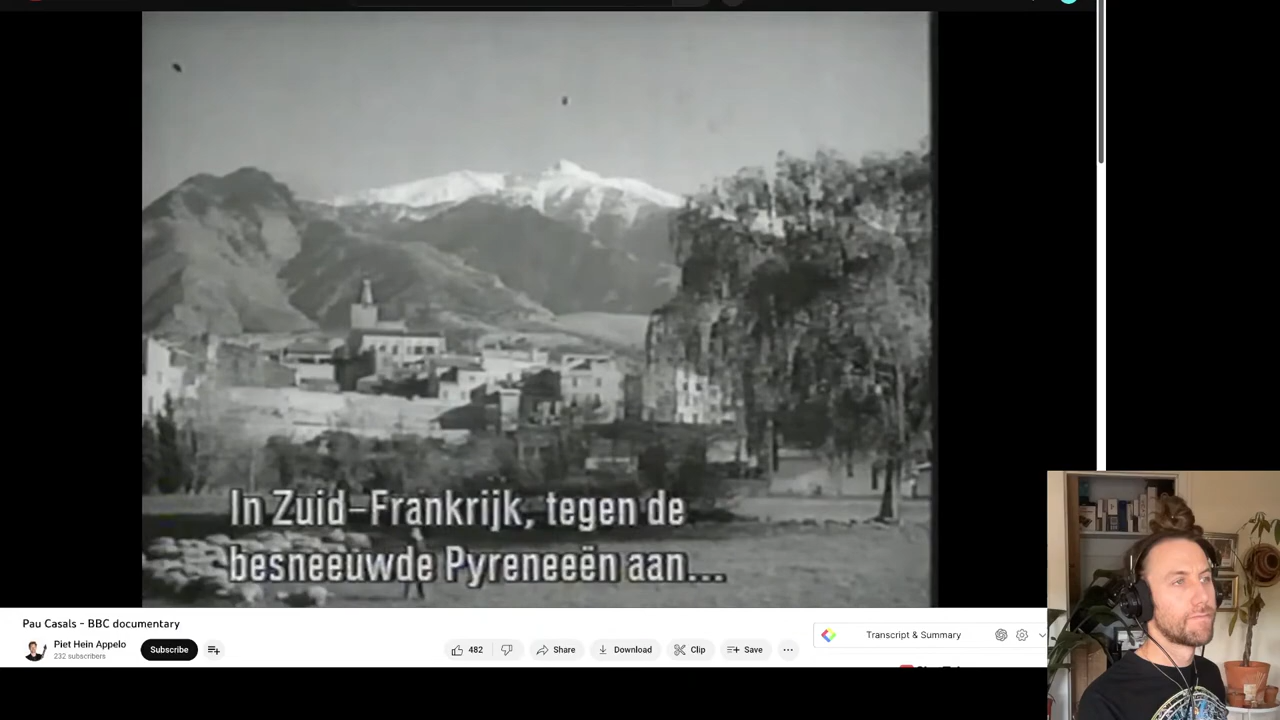 In Zuid-Frankrijk, tegen de
besneeuwde Pyreneeën aan...
Pau Casals - BBC documentary
Piet Hein Appelo
232 subscribers
Subscribe
482
Share
Download
Clip
Save
Transcript & Summary